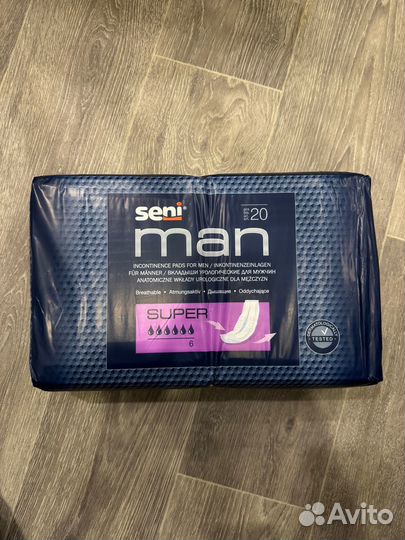 seni
20
man
INCONTINENCE PADS FOR MEN / INKONTINENZEINLAGEN
FÜR MÄNNER / ВКЛАДЫШИ УРОЛОГИЧЕСКИЕ ДЛЯ МУЖЧИН
ANATOMICZNE WKŁADY UROLOGICZNE DLA MĘŻCZYZN
Breathable • Atmungsaktiv • Дышащие • Oddychające
SUPER
6
DERMATOLOGICALLY
TESTED
Avito